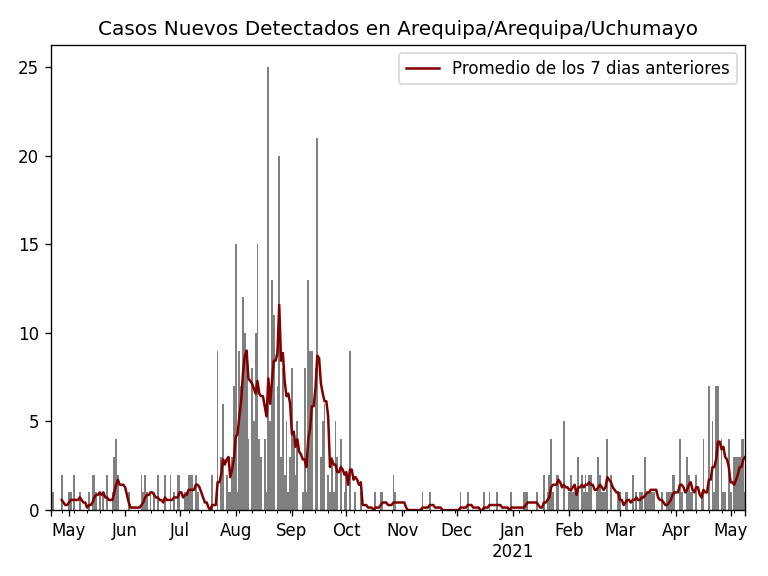 Casos Nuevos Detectados en Arequipa/Arequipa/Uchumayo
Promedio de los 7 dias anteriores
25
20
15
10
5
0
May Jun Jul Aug Sep Oct Nov Dec Jan Feb Mar Apr May
2021